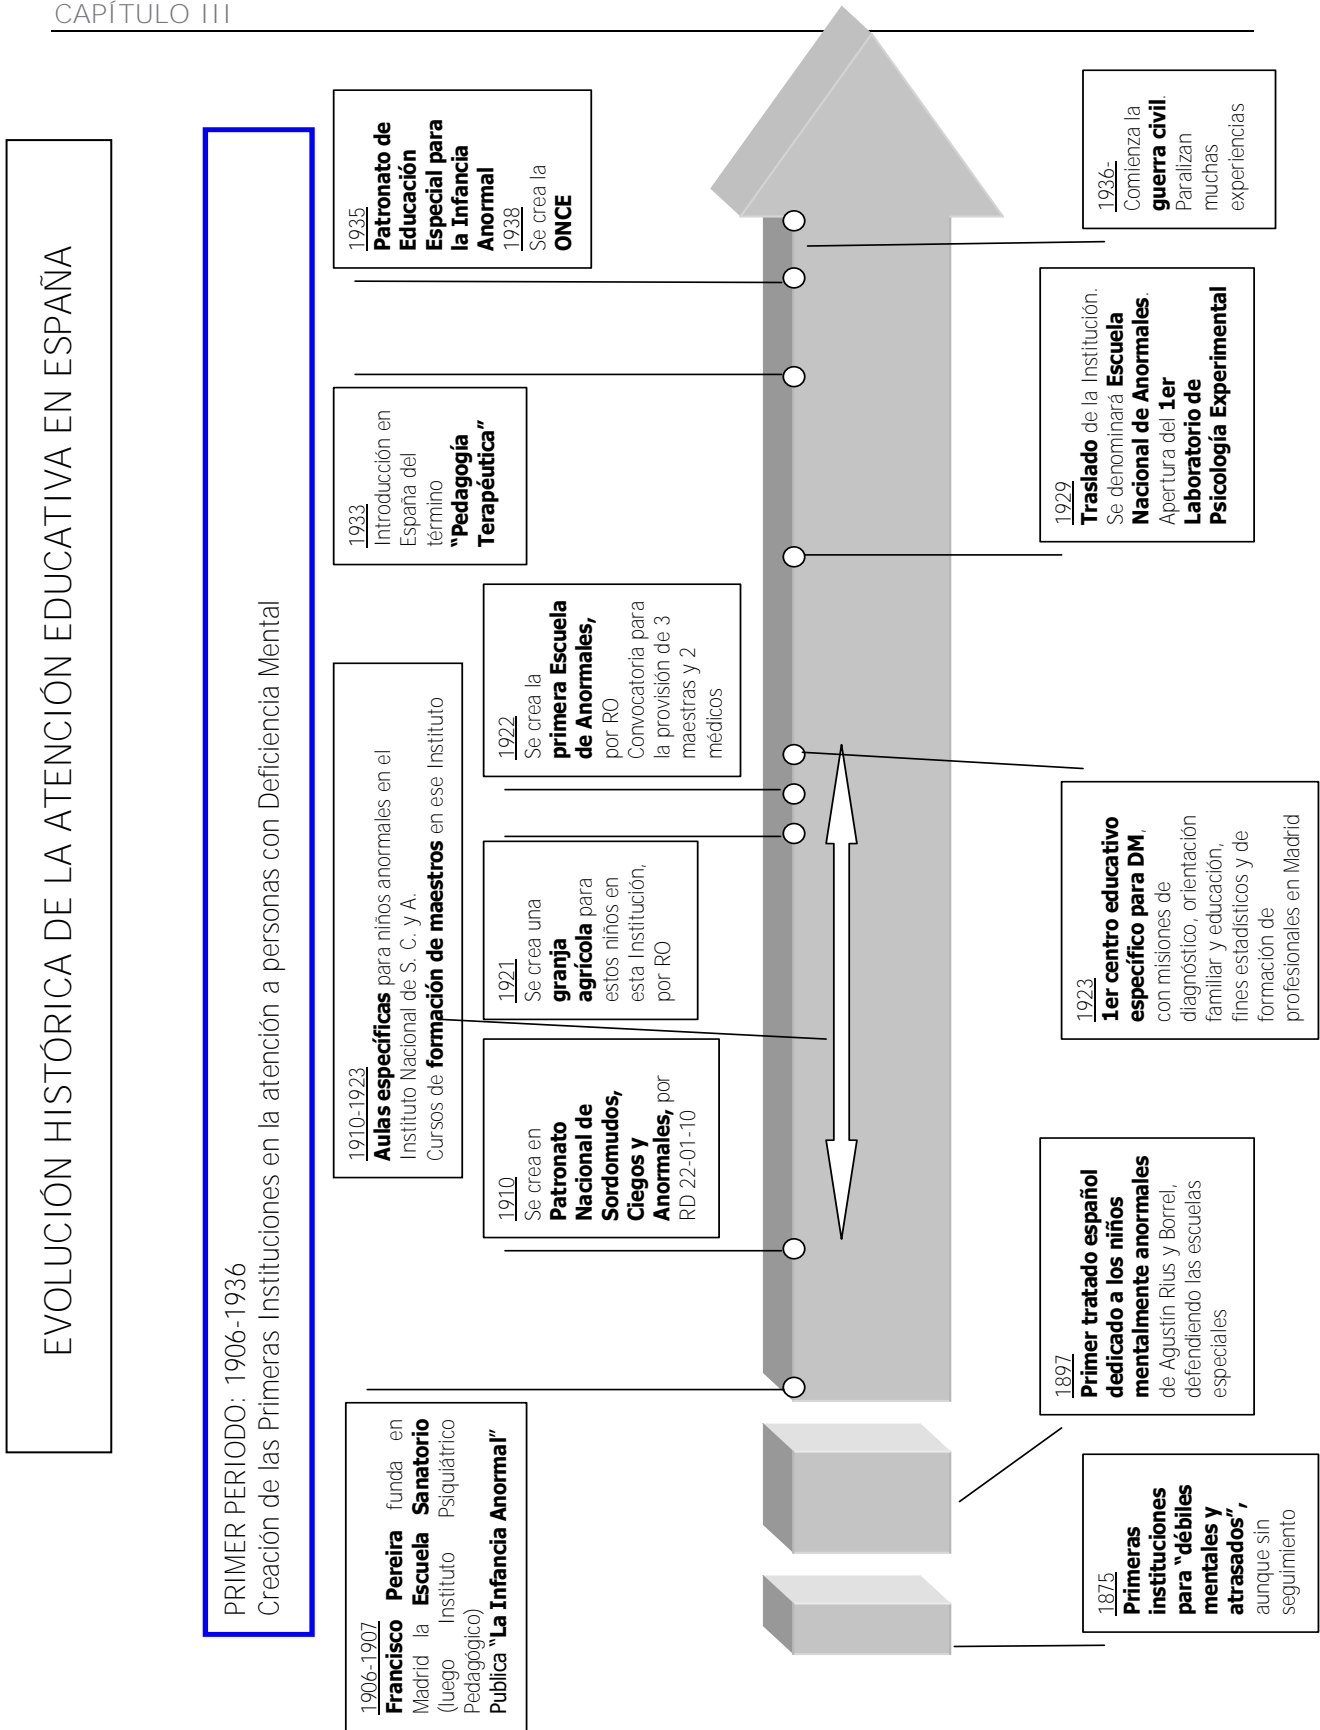 CAPÍTULO III
EVOLUCIÓN HISTÓRICA DE LA ATENCIÓN EDUCATIVA EN ESPAÑA
PRIMER PERIODO: 1906-1936
Creación de las Primeras Instituciones en la atención a personas con Deficiencia Mental
1906-1907
Francisco Pereira funda en
Madrid la Escuela Sanatorio
(luego Instituto Psiquiátrico
Pedagógico)
Publica "La Infancia Anormal"
1910-1923
Aulas específicas para niños anormales en el
Instituto Nacional de S. C. y A.
Cursos de formación de maestros en ese Instituto
1933
Introducción en
España del
término
"Pedagogía
Terapéutica"
1935
Patronato de
Educación
Especial para
la Infancia
Anormal
1938
Se crea la
ONCE
1910
Se crea en
Patronato
Nacional de
Sordomudos,
Ciegos y
Anormales, por
RD 22-01-10
1921
Se crea una
granja
agrícola para
estos niños en
esta Institución,
por RO
1922
Se crea la
primera Escuela
de Anormales,
por RO
Convocatoria para
la provisión de 3
maestras y 2
médicos
1875
Primeras
instituciones
para "débiles
mentales y
atrasados",
aunque sin
seguimiento
1897
Primer tratado español
dedicado a los niños
mentalmente anormales
de Agustín Rius y Borrel,
defendiendo las escuelas
especiales
1923
1er centro educativo
específico para DM,
con misiones de
diagnóstico, orientación
familiar y educación,
fines estadísticos y de
formación de
profesionales en Madrid
1929
Traslado de la Institución.
Se denominará Escuela
Nacional de Anormales.
Apertura del 1er
Laboratorio de
Psicología Experimental
1936-
Comienza la
guerra civil.
Paralizan
muchas
experiencias